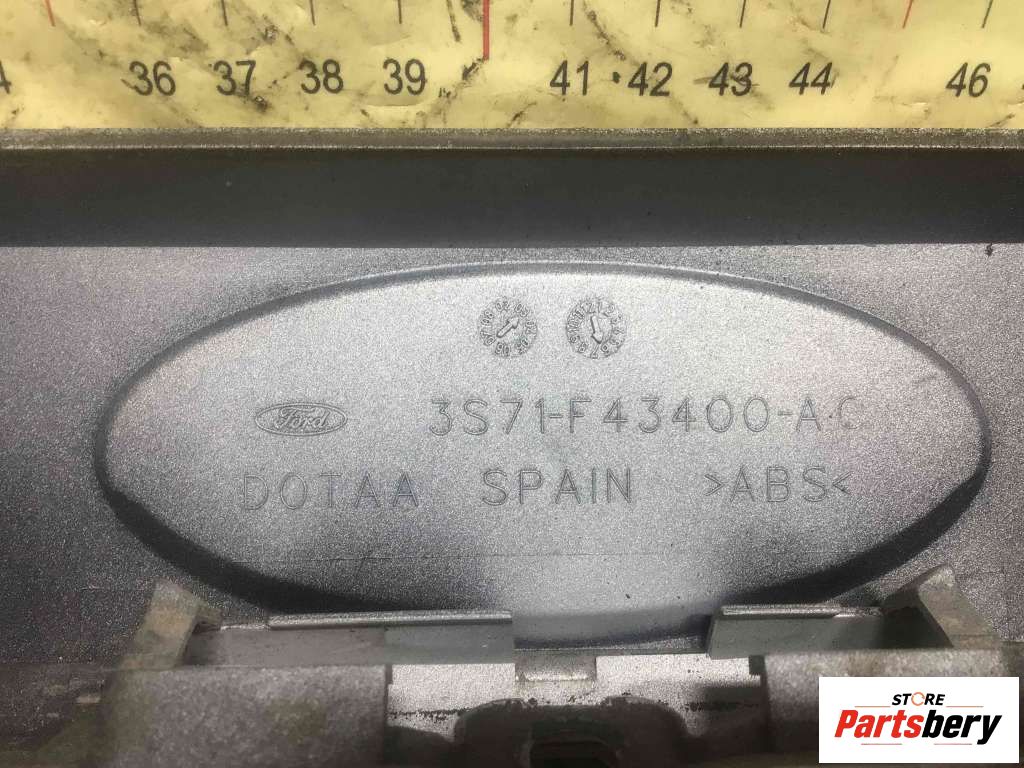 36 37 38 39 41 42 43 44 46
Ford 3S71-F43400-AC
DOTAA SPAIN >ABS<
STORE
Partsbery